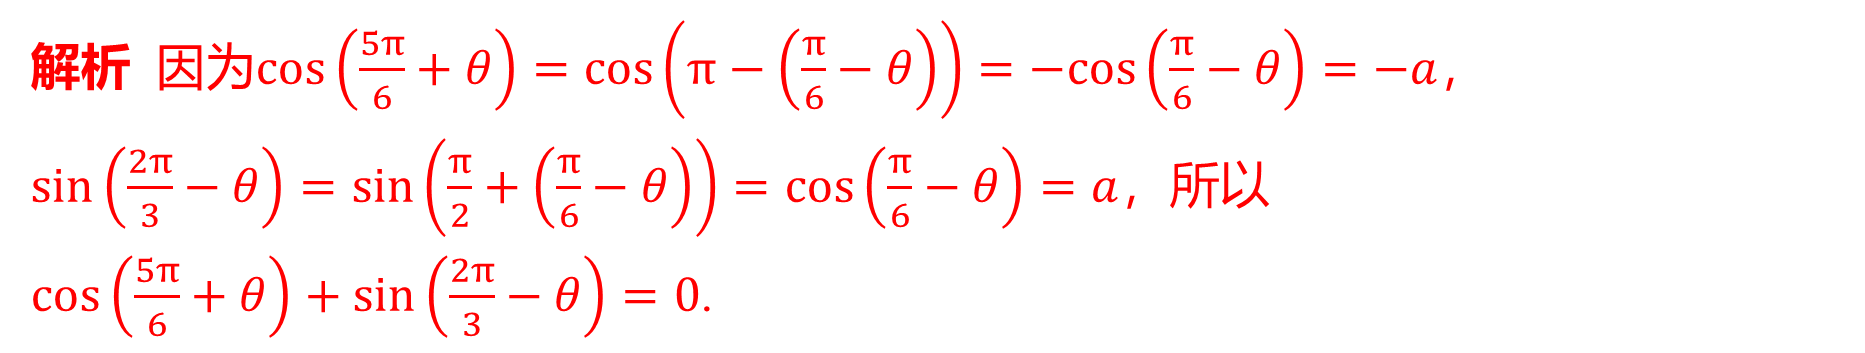 解析 因为cos(5π/6 + θ) = cos(π − (π/6 − θ)) = −cos(π/6 − θ) = −a,
sin(2π/3 − θ) = sin(π/2 + (π/6 − θ)) = cos(π/6 − θ) = a, 所以
cos(5π/6 + θ) + sin(2π/3 − θ) = 0.